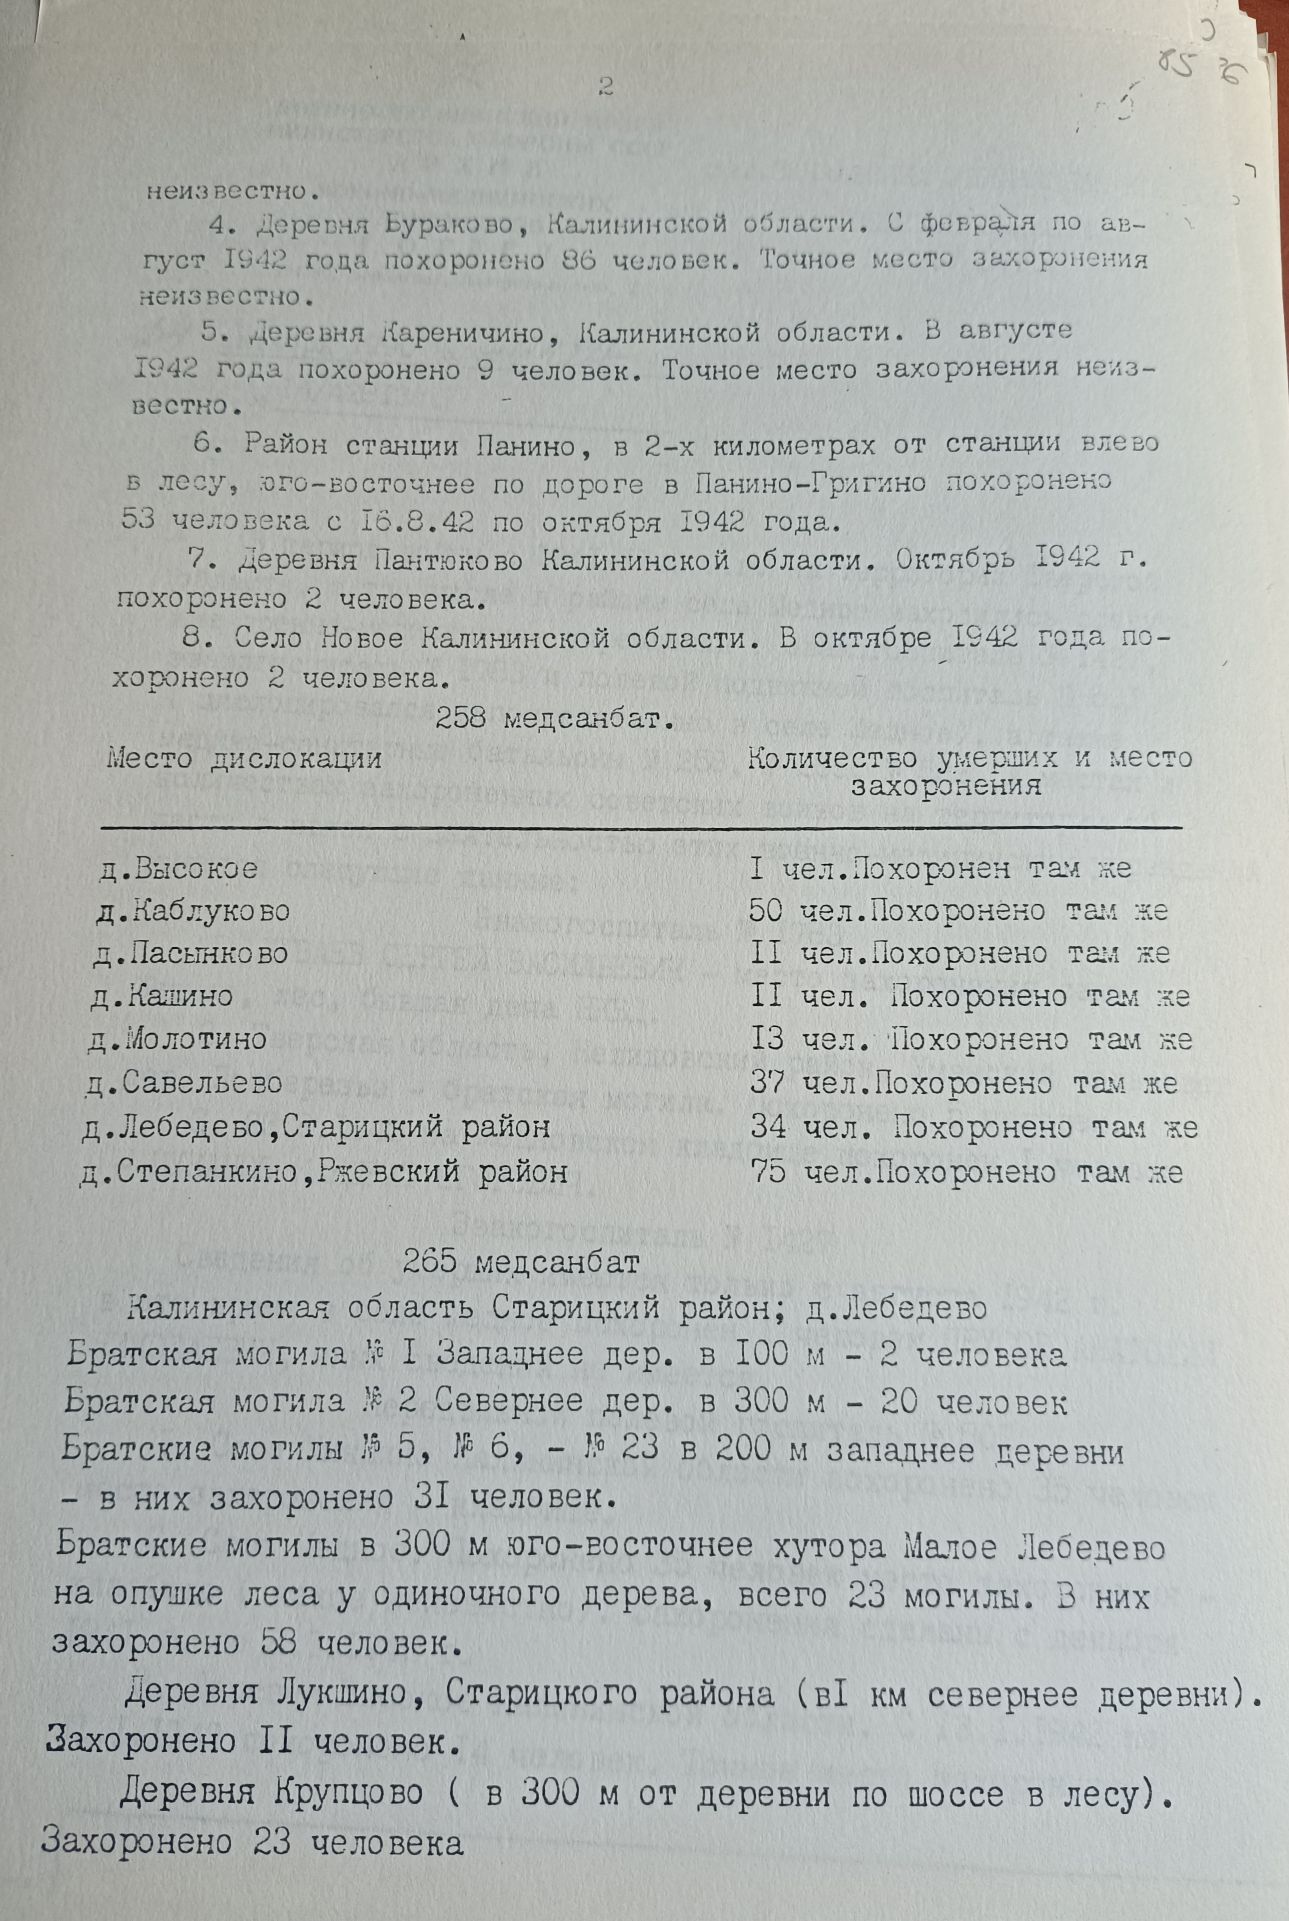 85 36
2
неизвестно.
4. Деревня Бураково, Калининской области. С февраля по ав-
густ I942 года похоронено 86 человек. Точное место захоронения
неизвестно.
5. Деревня Кареничино, Калининской области. В августе
I942 года похоронено 9 человек. Точное место захоронения неиз-
вестно.
6. Район станции Панино, в 2-х километрах от станции влево
в лесу, юго-восточнее по дороге в Панино-Григино похоронено
53 человека с I6.8.42 по октября I942 года.
7. Деревня Пантюково Калининской области. Октябрь I942 г.
похоронено 2 человека.
8. Село Новое Калининской области. В октябре I942 года по-
хоронено 2 человека.
258 медсанбат.
Место дислокации Количество умерших и место
захоронения
д.Высокое I чел.Похоронен там же
д.Каблуково 50 чел.Похоронено там же
д.Пасынково II чел.Похоронено там же
д.Кашино II чел. Похоронено там же
д.Молотино I3 чел. Похоронено там же
д.Савельево 37 чел.Похоронено там же
д.Лебедево,Старицкий район 34 чел. Похоронено там же
д.Степанкино,Ржевский район 75 чел.Похоронено там же
265 медсанбат
Калининская область Старицкий район; д.Лебедево
Братская могила № I Западнее дер. в I00 м - 2 человека
Братская могила № 2 Севернее дер. в 300 м - 20 человек
Братские могилы № 5, № 6, - № 23 в 200 м западнее деревни
- в них захоронено 3I человек.
Братские могилы в 300 м юго-восточнее хутора Малое Лебедево
на опушке леса у одиночного дерева, всего 23 могилы. В них
захоронено 58 человек.
Деревня Лукшино, Старицкого района (вI км севернее деревни).
Захоронено II человек.
Деревня Крупцово ( в 300 м от деревни по шоссе в лесу).
Захоронено 23 человека